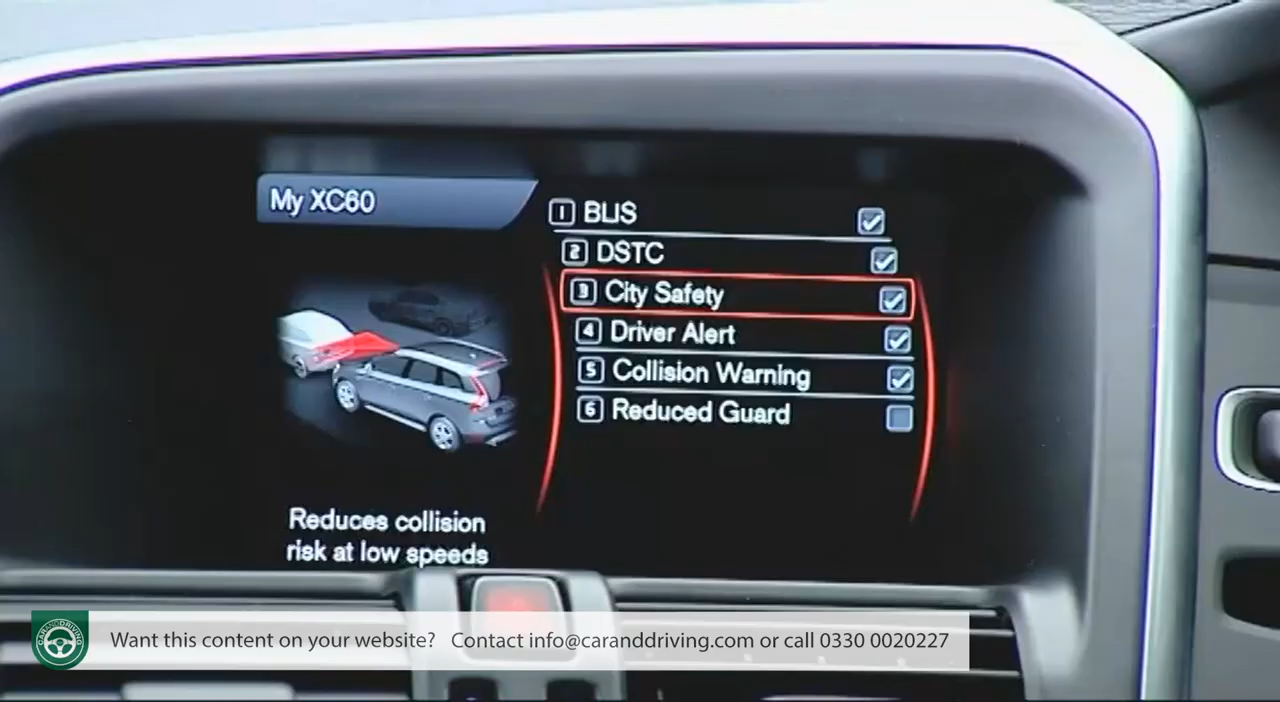 My XC60
1 BLIS
2 DSTC
3 City Safety
4 Driver Alert
5 Collision Warning
6 Reduced Guard
Reduces collision
risk at low speeds
CARANDDRIVING
Want this content on your website? Contact info@caranddriving.com or call 0330 0020227